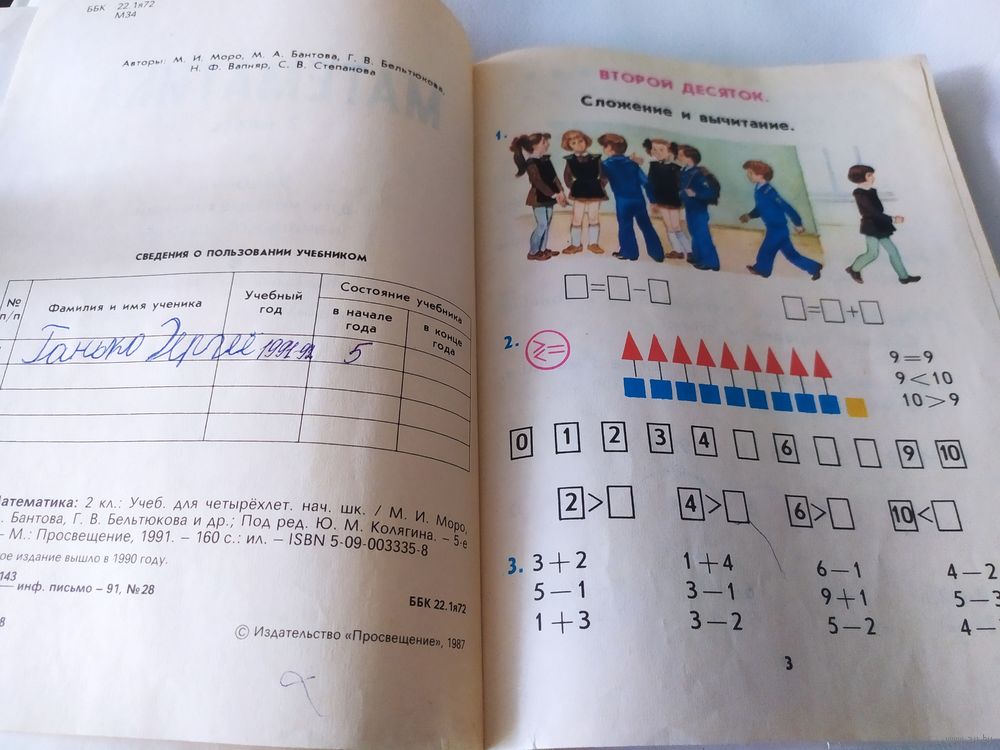 ББК 22.1я72
М34
Авторы: М. И. Моро, М. А. Бантова, Г. В. Бельтюкова,
Н. Ф. Вапняр, С. В. Степанова
СВЕДЕНИЯ О ПОЛЬЗОВАНИИ УЧЕБНИКОМ
№ п/п
Фамилия и имя ученика
Учебный год
Состояние учебника
в начале года
в конце года
Ганько 1991-92 5
Математика: 2 кл.: Учеб. для четырёхлет. нач. шк. / М. И. Моро,
Бантова, Г. В. Бельтюкова и др.; Под ред. Ю. М. Колягина. – 5-е
– М.: Просвещение, 1991. – 160 с.: ил. – ISBN 5-09-003335-8
издание вышло в 1990 году.
143
инф. письмо – 91, № 28
8
ББК 22.1я72
© Издательство «Просвещение», 1987
ВТОРОЙ ДЕСЯТОК.
Сложение и вычитание.
1.
□=□−□
□=□+□
2.
9=9
9<10
10>9
0 1 2 3 4 □ 6 □ □ 9 10
2>□ 4>□ 6>□ 10<□
3. 3+2 1+4 6−1 4−2
5−1 3−1 9+1 5−3
1+3 3−2 5−2 4−
3